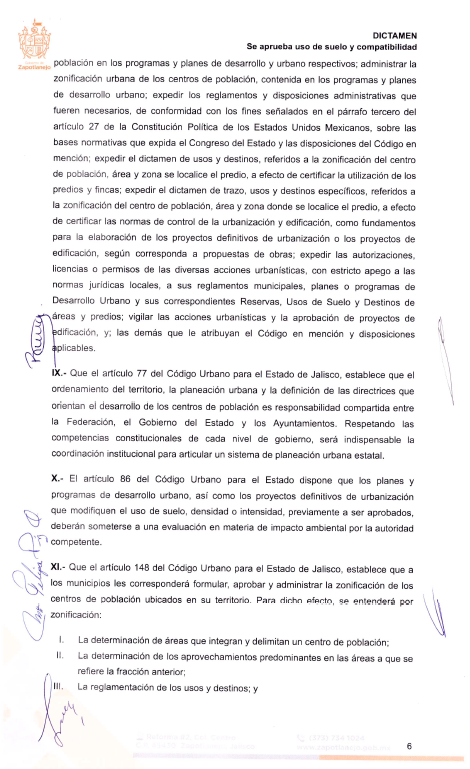 DICTAMEN
Se aprueba uso de suelo y compatibilidad
Zapotlanejo
población en los programas y planes de desarrollo y urbano respectivos; administrar la
zonificación urbana de los centros de población, contenida en los programas y planes
de desarrollo urbano; expedir los reglamentos y disposiciones administrativas que
fueren necesarios, de conformidad con los fines señalados en el párrafo tercero del
artículo 27 de la Constitución Política de los Estados Unidos Mexicanos, sobre las
bases normativas que expida el Congreso del Estado y las disposiciones del Código en
mención; expedir el dictamen de usos y destinos, referidos a la zonificación del centro
de población, área y zona se localice el predio, a efecto de certificar la utilización de los
predios y fincas; expedir el dictamen de trazo, usos y destinos específicos, referidos a
la zonificación del centro de población, área y zona donde se localice el predio, a efecto
de certificar las normas de control de la urbanización y edificación, como fundamentos
para la elaboración de los proyectos definitivos de urbanización o los proyectos de
edificación, según corresponda a propuestas de obras; expedir las autorizaciones,
licencias o permisos de las diversas acciones urbanísticas, con estricto apego a las
normas jurídicas locales, a sus reglamentos municipales, planes o programas de
Desarrollo Urbano y sus correspondientes Reservas, Usos de Suelo y Destinos de
áreas y predios; vigilar las acciones urbanísticas y la aprobación de proyectos de
edificación, y; las demás que le atribuyan el Código en mención y disposiciones
aplicables.
IX.- Que el artículo 77 del Código Urbano para el Estado de Jalisco, establece que el
ordenamiento del territorio, la planeación urbana y la definición de las directrices que
orientan el desarrollo de los centros de población es responsabilidad compartida entre
la Federación, el Gobierno del Estado y los Ayuntamientos. Respetando las
competencias constitucionales de cada nivel de gobierno, será indispensable la
coordinación institucional para articular un sistema de planeación urbana estatal.
X.- El artículo 86 del Código Urbano para el Estado dispone que los planes y
programas de desarrollo urbano, así como los proyectos definitivos de urbanización
que modifiquen el uso de suelo, densidad o intensidad, previamente a ser aprobados,
deberán someterse a una evaluación en materia de impacto ambiental por la autoridad
competente.
XI.- Que el artículo 148 del Código Urbano para el Estado de Jalisco, establece que a
los municipios les corresponderá formular, aprobar y administrar la zonificación de los
centros de población ubicados en su territorio. Para dicho efecto, se entenderá por
zonificación:
I. La determinación de áreas que integran y delimitan un centro de población;
II. La determinación de los aprovechamientos predominantes en las áreas a que se
refiere la fracción anterior;
III. La reglamentación de los usos y destinos; y
www.zapotlanejo.gob.mx
6